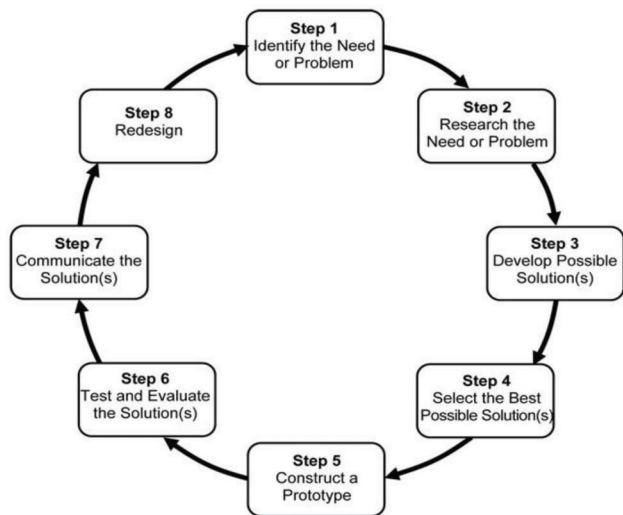 Step 1
Identify the Need
or Problem
Step 2
Research the
Need or Problem
Step 3
Develop Possible
Solution(s)
Step 4
Select the Best
Possible Solution(s)
Step 5
Construct a
Prototype
Step 6
Test and Evaluate
the Solution(s)
Step 7
Communicate the
Solution(s)
Step 8
Redesign